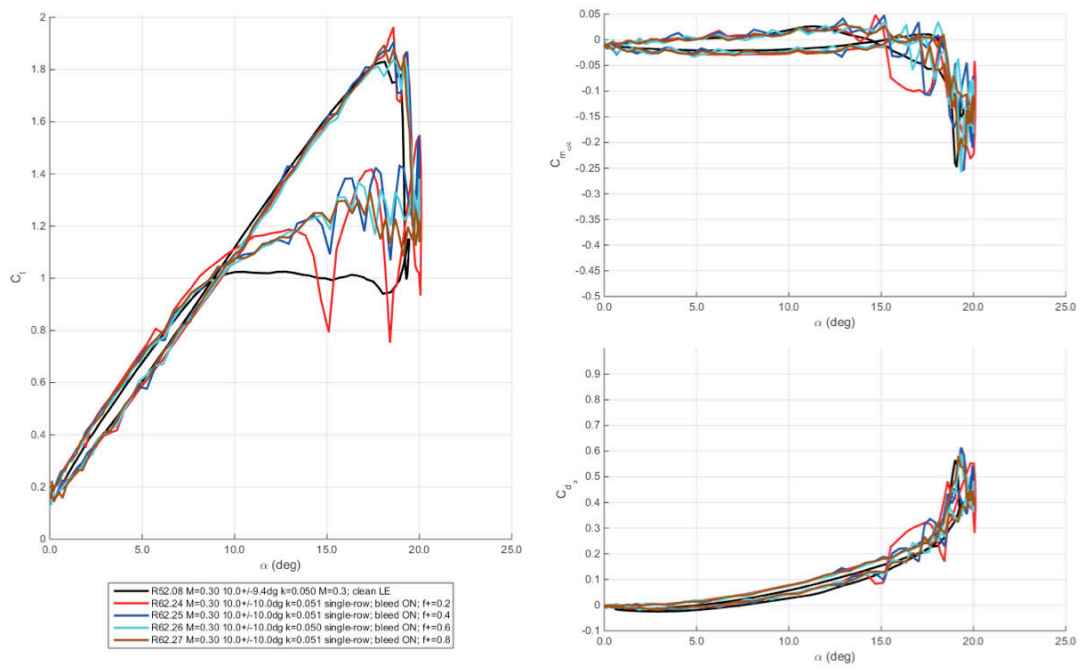 2
1.8
1.6
1.4
1.2
1
0.8
0.6
0.4
0.2
0
C_l
0.0 5.0 10.0 15.0 20.0 25.0
α (deg)
R52.08 M=0.30 10.0+/-9.4dg k=0.050 M=0.3; clean LE
R62.24 M=0.30 10.0+/-10.0dg k=0.051 single-row; bleed ON; f+=0.2
R62.25 M=0.30 10.0+/-10.0dg k=0.051 single-row; bleed ON; f+=0.4
R62.26 M=0.30 10.0+/-10.0dg k=0.050 single-row; bleed ON; f+=0.6
R62.27 M=0.30 10.0+/-10.0dg k=0.051 single-row; bleed ON; f+=0.8
0.05
0
-0.05
-0.1
-0.15
-0.2
-0.25
-0.3
-0.35
-0.4
-0.45
-0.5
C_m
0.0 5.0 10.0 15.0 20.0 25.0
α (deg)
0.9
0.8
0.7
0.6
0.5
0.4
0.3
0.2
0.1
0
-0.1
C_d
0.0 5.0 10.0 15.0 20.0 25.0
α (deg)